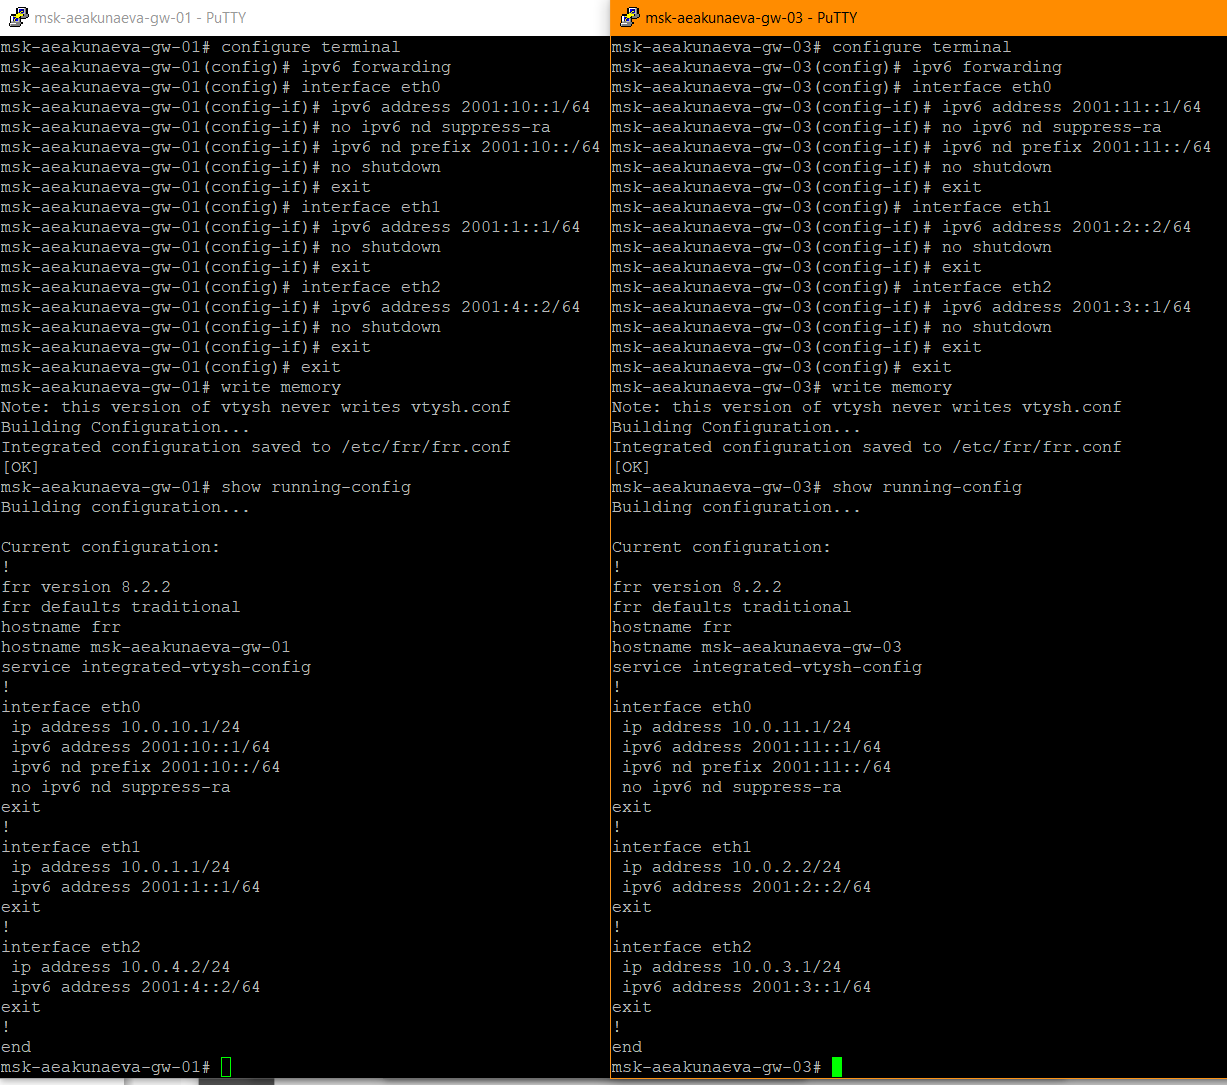 msk-aeakunaeva-gw-01 - PuTTY
msk-aeakunaeva-gw-01# configure terminal
msk-aeakunaeva-gw-01(config)# ipv6 forwarding
msk-aeakunaeva-gw-01(config)# interface eth0
msk-aeakunaeva-gw-01(config-if)# ipv6 address 2001:10::1/64
msk-aeakunaeva-gw-01(config-if)# no ipv6 nd suppress-ra
msk-aeakunaeva-gw-01(config-if)# ipv6 nd prefix 2001:10::/64
msk-aeakunaeva-gw-01(config-if)# no shutdown
msk-aeakunaeva-gw-01(config-if)# exit
msk-aeakunaeva-gw-01(config)# interface eth1
msk-aeakunaeva-gw-01(config-if)# ipv6 address 2001:1::1/64
msk-aeakunaeva-gw-01(config-if)# no shutdown
msk-aeakunaeva-gw-01(config-if)# exit
msk-aeakunaeva-gw-01(config)# interface eth2
msk-aeakunaeva-gw-01(config-if)# ipv6 address 2001:4::2/64
msk-aeakunaeva-gw-01(config-if)# no shutdown
msk-aeakunaeva-gw-01(config-if)# exit
msk-aeakunaeva-gw-01(config)# exit
msk-aeakunaeva-gw-01# write memory
Note: this version of vtysh never writes vtysh.conf
Building Configuration...
Integrated configuration saved to /etc/frr/frr.conf
[OK]
msk-aeakunaeva-gw-01# show running-config
Building configuration...

Current configuration:
!
frr version 8.2.2
frr defaults traditional
hostname frr
hostname msk-aeakunaeva-gw-01
service integrated-vtysh-config
!
interface eth0
 ip address 10.0.10.1/24
 ipv6 address 2001:10::1/64
 ipv6 nd prefix 2001:10::/64
 no ipv6 nd suppress-ra
exit
!
interface eth1
 ip address 10.0.1.1/24
 ipv6 address 2001:1::1/64
exit
!
interface eth2
 ip address 10.0.4.2/24
 ipv6 address 2001:4::2/64
exit
!
end
msk-aeakunaeva-gw-01#
msk-aeakunaeva-gw-03 - PuTTY
msk-aeakunaeva-gw-03# configure terminal
msk-aeakunaeva-gw-03(config)# ipv6 forwarding
msk-aeakunaeva-gw-03(config)# interface eth0
msk-aeakunaeva-gw-03(config-if)# ipv6 address 2001:11::1/64
msk-aeakunaeva-gw-03(config-if)# no ipv6 nd suppress-ra
msk-aeakunaeva-gw-03(config-if)# ipv6 nd prefix 2001:11::/64
msk-aeakunaeva-gw-03(config-if)# no shutdown
msk-aeakunaeva-gw-03(config-if)# exit
msk-aeakunaeva-gw-03(config)# interface eth1
msk-aeakunaeva-gw-03(config-if)# ipv6 address 2001:2::2/64
msk-aeakunaeva-gw-03(config-if)# no shutdown
msk-aeakunaeva-gw-03(config-if)# exit
msk-aeakunaeva-gw-03(config)# interface eth2
msk-aeakunaeva-gw-03(config-if)# ipv6 address 2001:3::1/64
msk-aeakunaeva-gw-03(config-if)# no shutdown
msk-aeakunaeva-gw-03(config-if)# exit
msk-aeakunaeva-gw-03(config)# exit
msk-aeakunaeva-gw-03# write memory
Note: this version of vtysh never writes vtysh.conf
Building Configuration...
Integrated configuration saved to /etc/frr/frr.conf
[OK]
msk-aeakunaeva-gw-03# show running-config
Building configuration...

Current configuration:
!
frr version 8.2.2
frr defaults traditional
hostname frr
hostname msk-aeakunaeva-gw-03
service integrated-vtysh-config
!
interface eth0
 ip address 10.0.11.1/24
 ipv6 address 2001:11::1/64
 ipv6 nd prefix 2001:11::/64
 no ipv6 nd suppress-ra
exit
!
interface eth1
 ip address 10.0.2.2/24
 ipv6 address 2001:2::2/64
exit
!
interface eth2
 ip address 10.0.3.1/24
 ipv6 address 2001:3::1/64
exit
!
end
msk-aeakunaeva-gw-03#